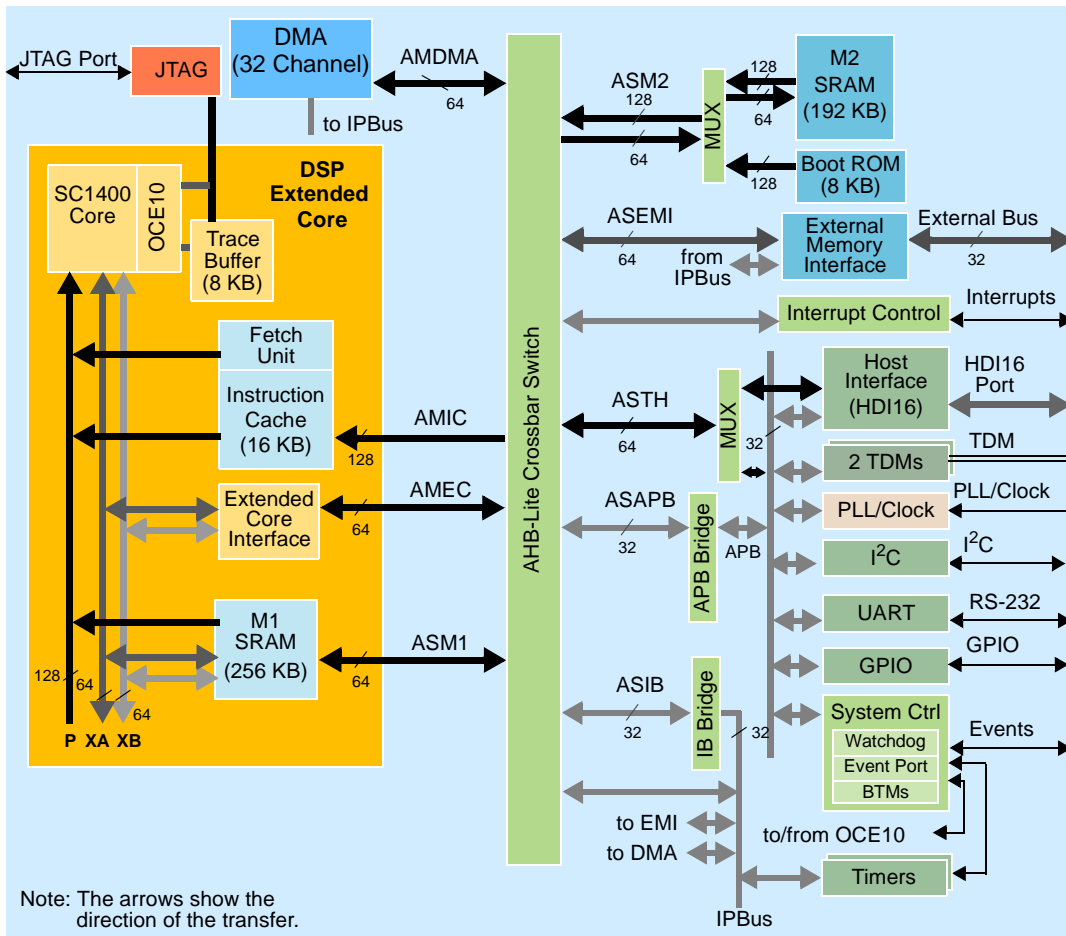 JTAG Port
JTAG
DMA
(32 Channel)
to IPBus
AMDMA
64
DSP
Extended
Core
SC1400
Core
OCE10
Trace
Buffer
(8 KB)
Fetch
Unit
Instruction
Cache
(16 KB)
AMIC
128
Extended
Core
Interface
AMEC
64
M1
SRAM
(256 KB)
ASM1
64
128
64
64
P
XA
XB
AHB-Lite Crossbar Switch
ASM2
128
64
MUX
128
64
M2
SRAM
(192 KB)
128
Boot ROM
(8 KB)
ASEMI
64
from
IPBus
External
Memory
Interface
External Bus
32
Interrupt Control
Interrupts
ASTH
64
MUX
32
Host
Interface
(HDI16)
HDI16
Port
2 TDMs
TDM
ASAPB
32
APB Bridge
APB
PLL/Clock
PLL/Clock
I2C
I2C
UART
RS-232
GPIO
GPIO
ASIB
32
IB Bridge
32
System Ctrl
Watchdog
Event Port
BTMs
Events
to EMI
to DMA
to/from OCE10
Timers
IPBus
Note: The arrows show the
direction of the transfer.